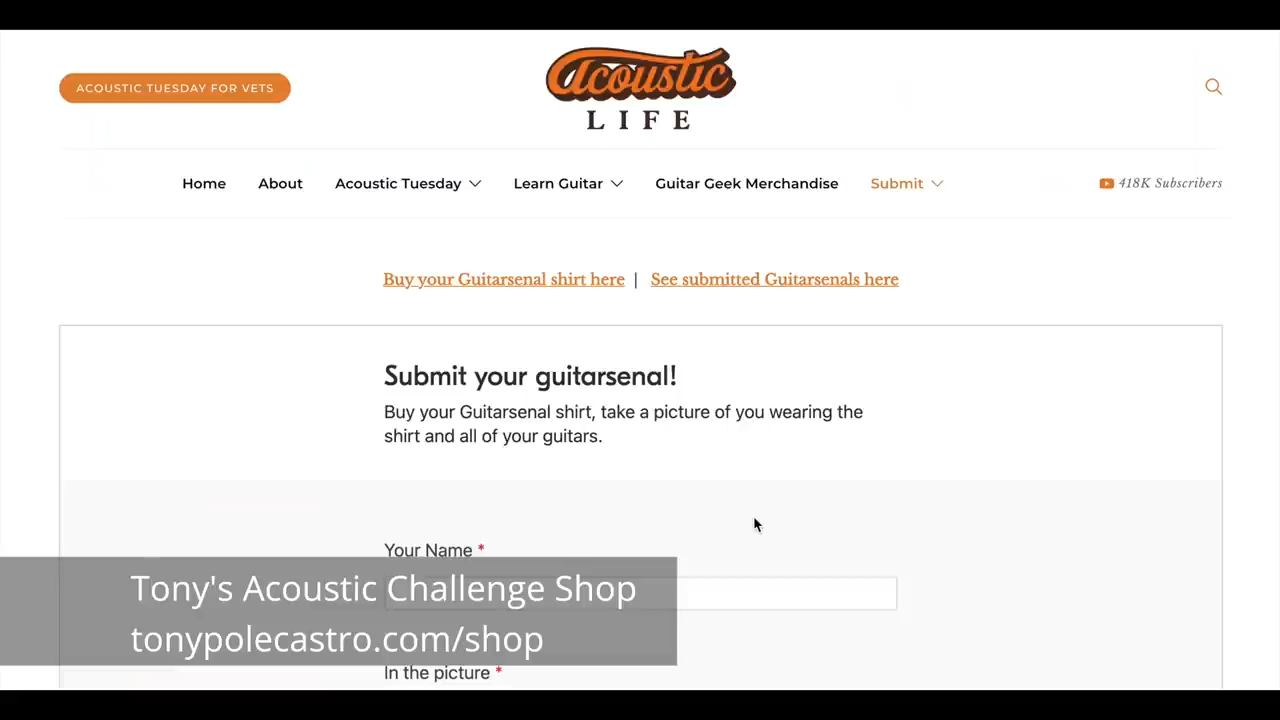 ACOUSTIC TUESDAY FOR VETS
Acoustic
LIFE
Home About Acoustic Tuesday Learn Guitar Guitar Geek Merchandise Submit 418K Subscribers
Buy your Guitarsenal shirt here | See submitted Guitarsenals here
Submit your guitarsenal!
Buy your Guitarsenal shirt, take a picture of you wearing the
shirt and all of your guitars.
Your Name *
Tony's Acoustic Challenge Shop
tonypolecastro.com/shop
In the picture *